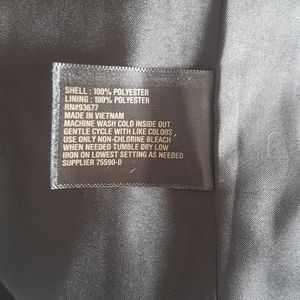 SHELL : 100% POLYESTER
LINING : 100% POLYESTER
RN#93677
MADE IN VIETNAM
MACHINE WASH COLD INSIDE OUT
GENTLE CYCLE WITH LIKE COLORS
USE ONLY NON-CHLORINE BLEACH
WHEN NEEDED TUMBLE DRY LOW
IRON ON LOWEST SETTING AS NEEDED
SUPPLIER 75590-0